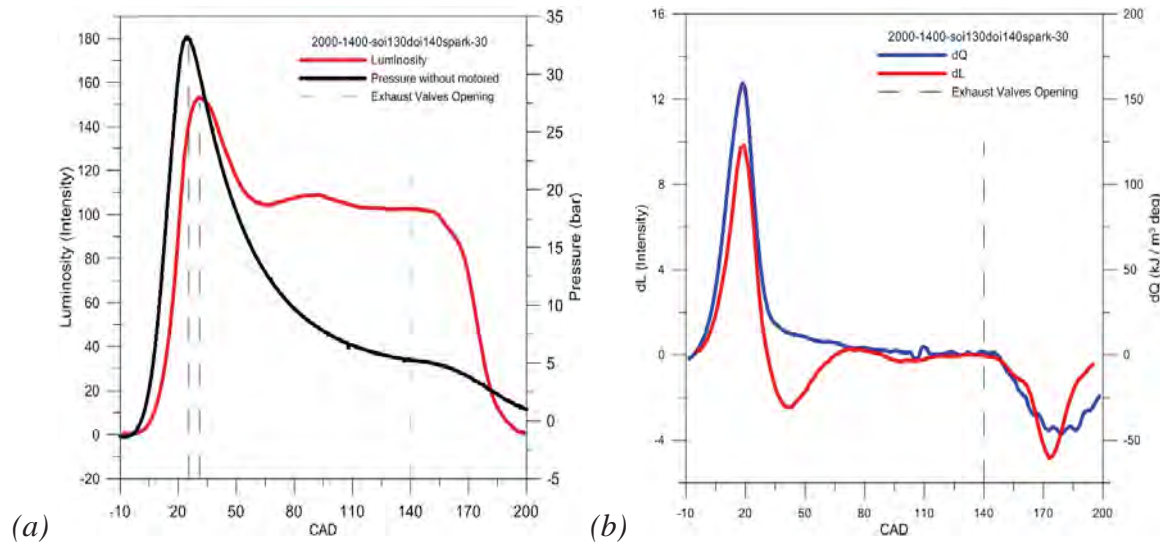 2000-1400-soi130doi140spark-30
Luminosity
Pressure without motored
Exhaust Valves Opening
Luminosity (Intensity)
180
160
140
120
100
80
60
40
20
0
-20
35
30
25
20
15
10
5
0
-5
Pressure (bar)
-10 20 50 80 110 140 170 200
CAD
(a)
2000-1400-soi130doi140spark-30
dQ
dL
Exhaust Valves Opening
dL (Intensity)
16
12
8
4
0
-4
200
150
100
50
0
-50
dQ (kJ / m³ deg)
-10 20 50 80 110 140 170 200
CAD
(b)